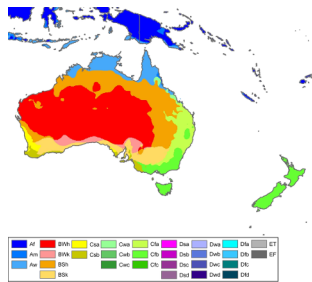 Af BWh Csa Cwa Cfa Dsa Dwa Dfa ET
Am BWk Csb Cwb Cfb Dsb Dwb Dfb EF
Aw BSh Cwc Cfc Dsc Dwc Dfc
BSk Dsd Dwd Dfd